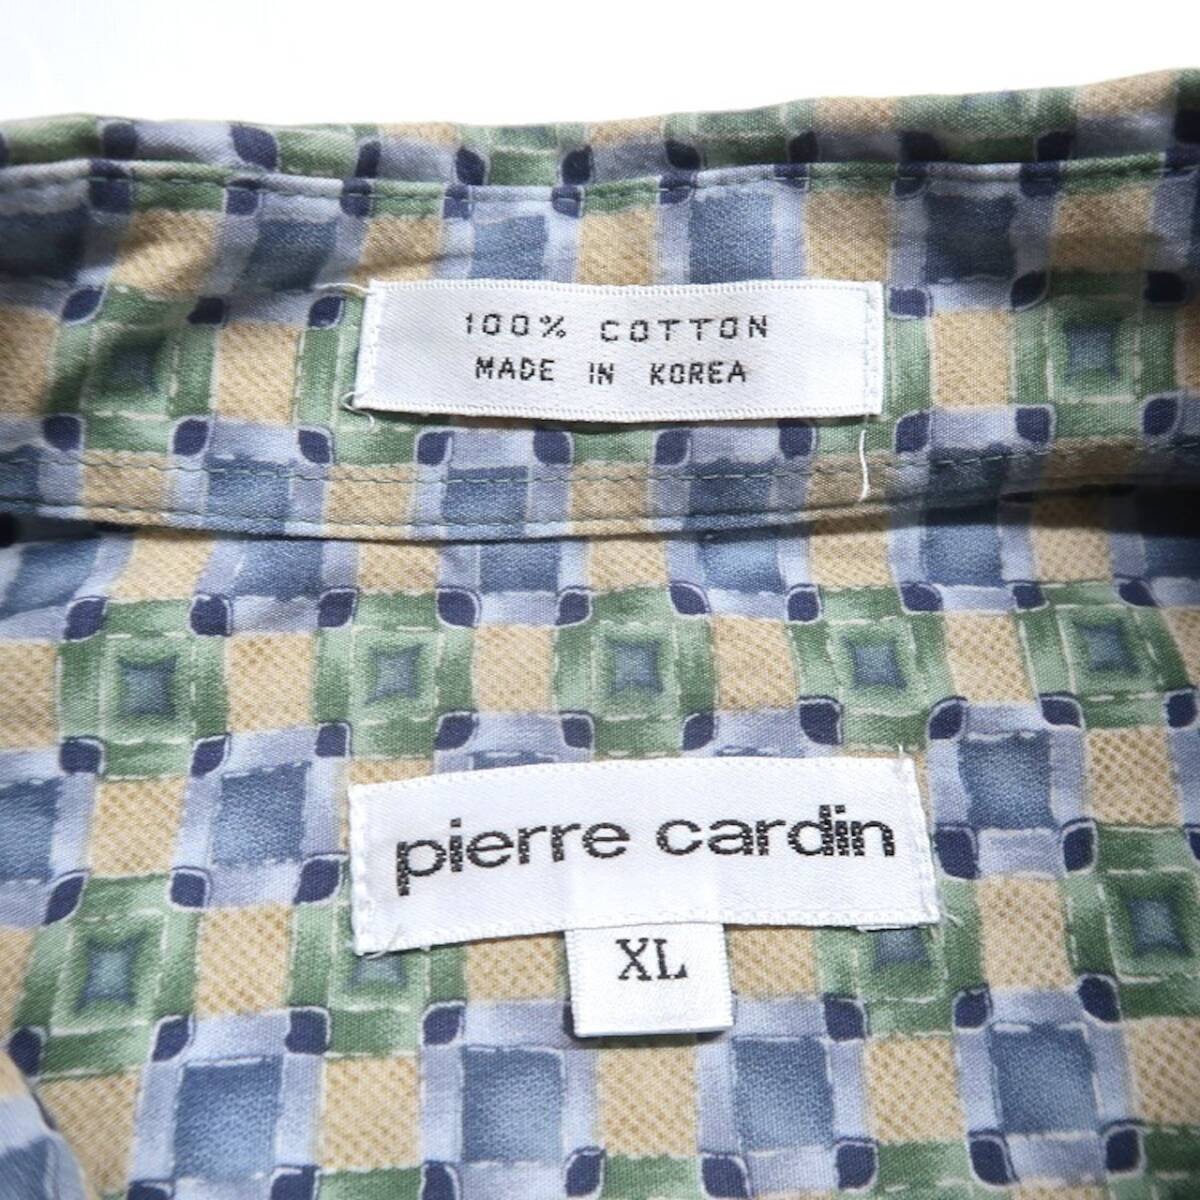 100% COTTON
MADE IN KOREA
pierre cardin
XL